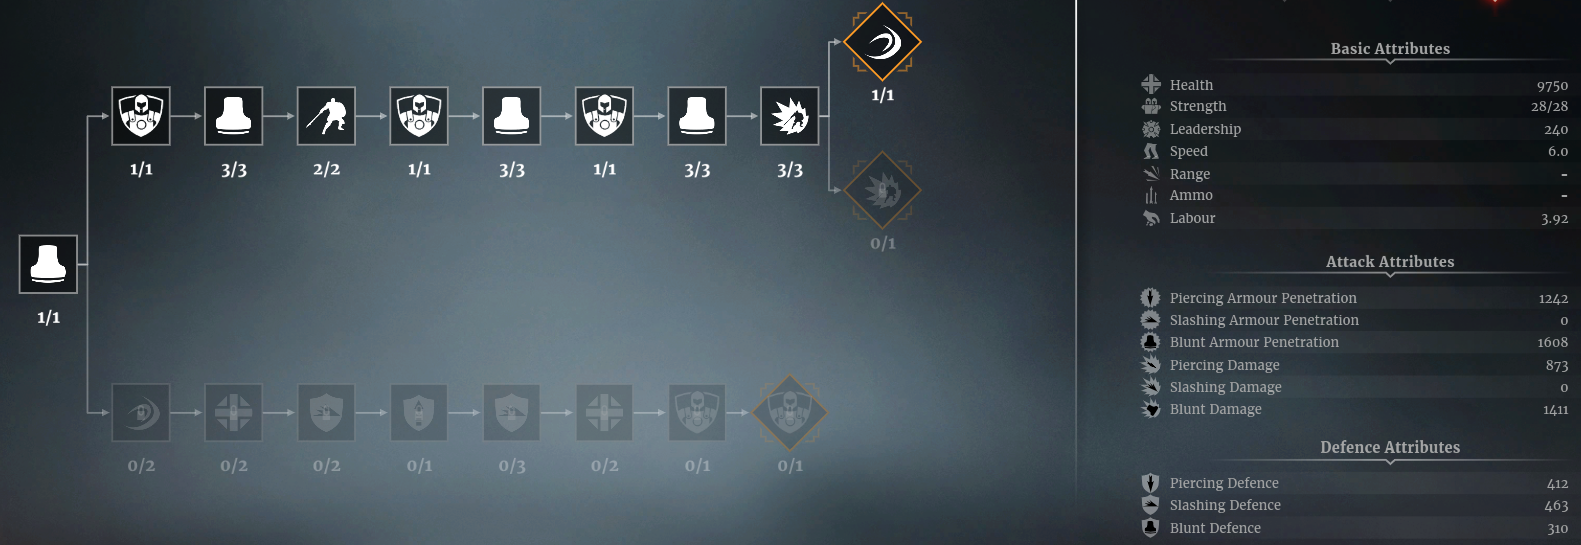 1/1
1/1 3/3 2/2 1/1 3/3 1/1 3/3 3/3
0/1
1/1
0/2 0/2 0/2 0/1 0/3 0/2 0/1 0/1
Basic Attributes
Health 9750
Strength 28/28
Leadership 240
Speed 6.0
Range -
Ammo -
Labour 3.92
Attack Attributes
Piercing Armour Penetration 1242
Slashing Armour Penetration 0
Blunt Armour Penetration 1608
Piercing Damage 873
Slashing Damage 0
Blunt Damage 1411
Defence Attributes
Piercing Defence 412
Slashing Defence 463
Blunt Defence 310